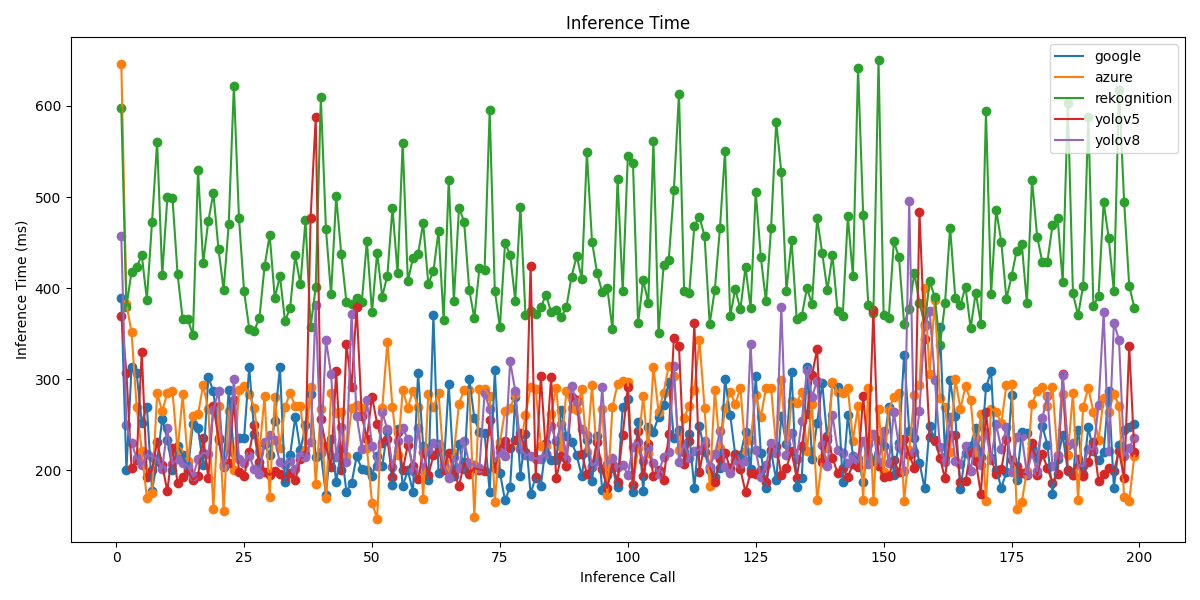 Inference Time
google
azure
rekognition
yolov5
yolov8
600
500
400
300
200
Inference Time (ms)
0
25
50
75
100
125
150
175
200
Inference Call